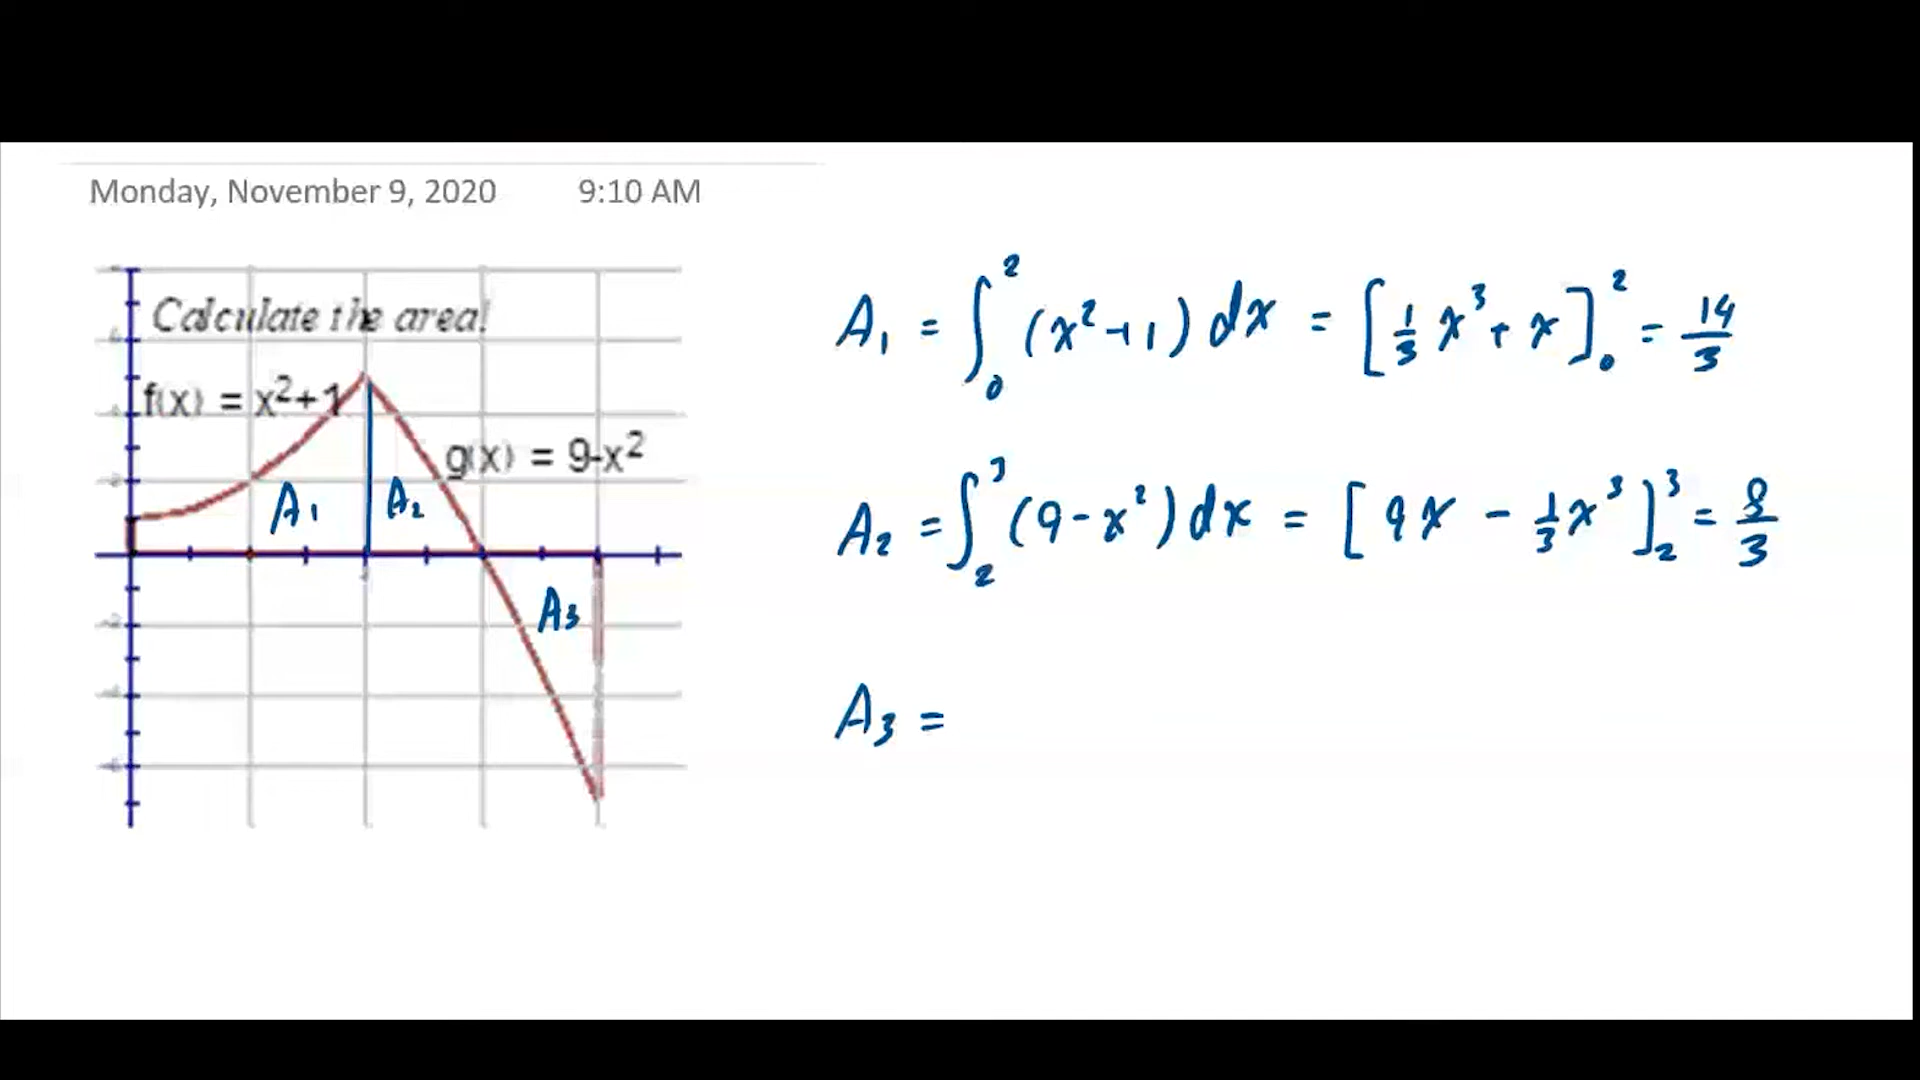 Monday, November 9, 2020 9:10 AM
Calculate the area!
f(x) = x²+1
g(x) = 9-x²
A₁ A₂
A₃
A₁ = ∫₀² (x²+1) dx = [⅓ x³ + x]₀² = 14/3
A₂ = ∫₂³ (9-x²) dx = [9x - ⅓x³]₂³ = 8/3
A₃ =